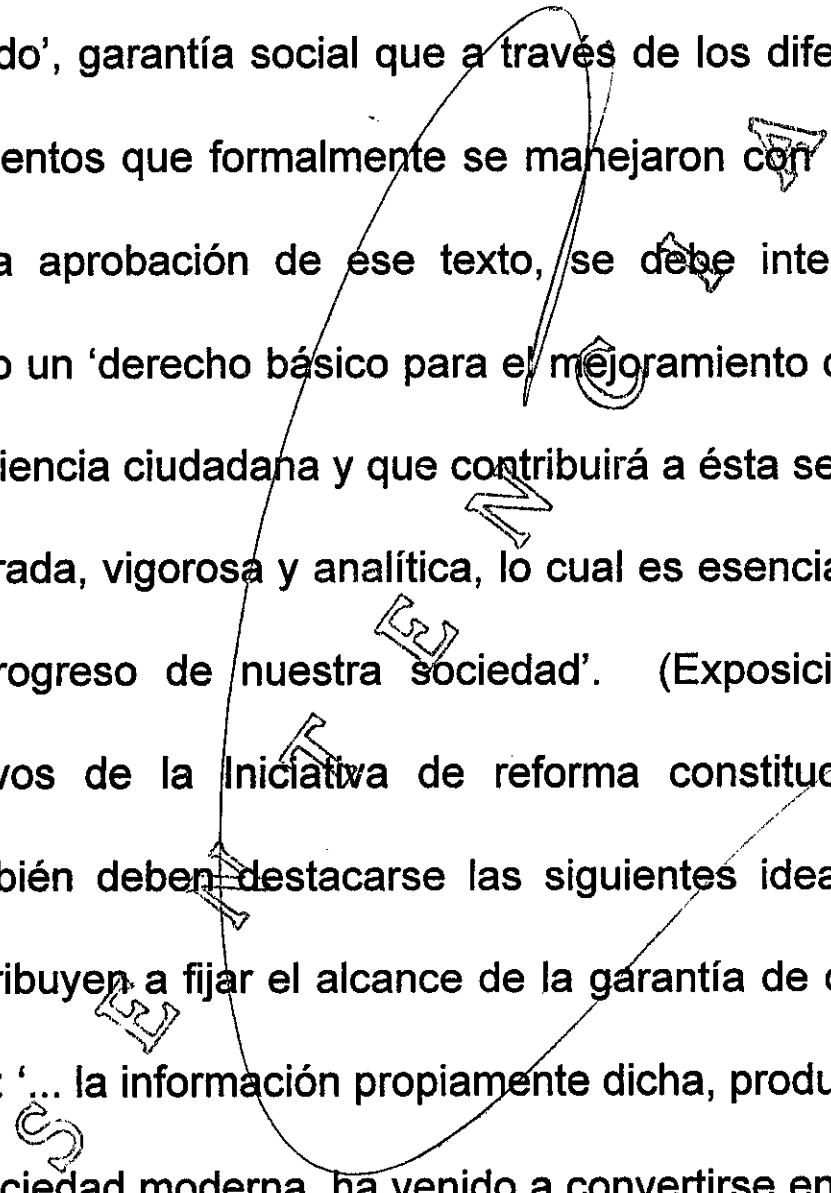 do', garantía social que a través de los dife
entos que formalmente se manejaron con
a aprobación de ese texto, se debe inte
o un 'derecho básico para el mejoramiento d
iencia ciudadana y que contribuirá a ésta se
rada, vigorosa y analítica, lo cual es esencia
rogreso de nuestra sociedad'. (Exposici
vos de la Iniciativa de reforma constituc
bién deben destacarse las siguientes idea
ribuyen a fijar el alcance de la garantía de c
: '... la información propiamente dicha, produ
ciedad moderna, ha venido a convertirse en
SENTENCIA